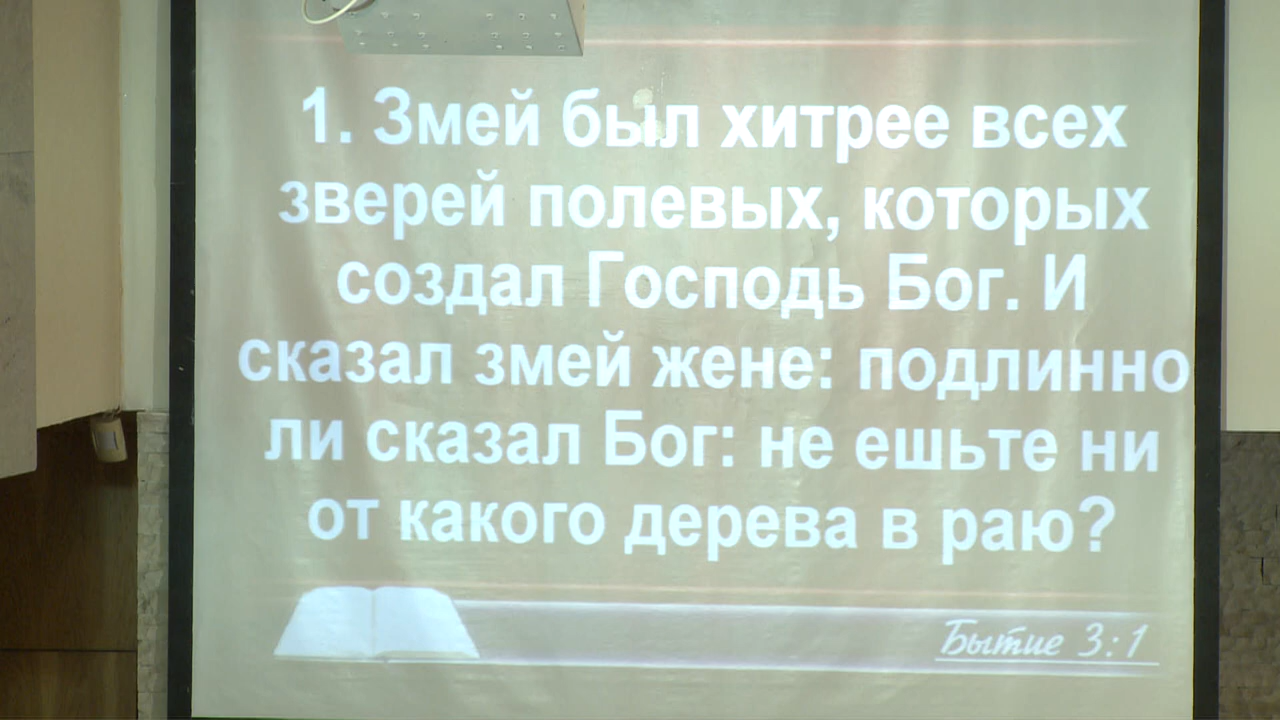 1. Змей был хитрее всех
зверей полевых, которых
создал Господь Бог. И
сказал змей жене: подлинно
ли сказал Бог: не ешьте ни
от какого дерева в раю?
Бытие 3:1